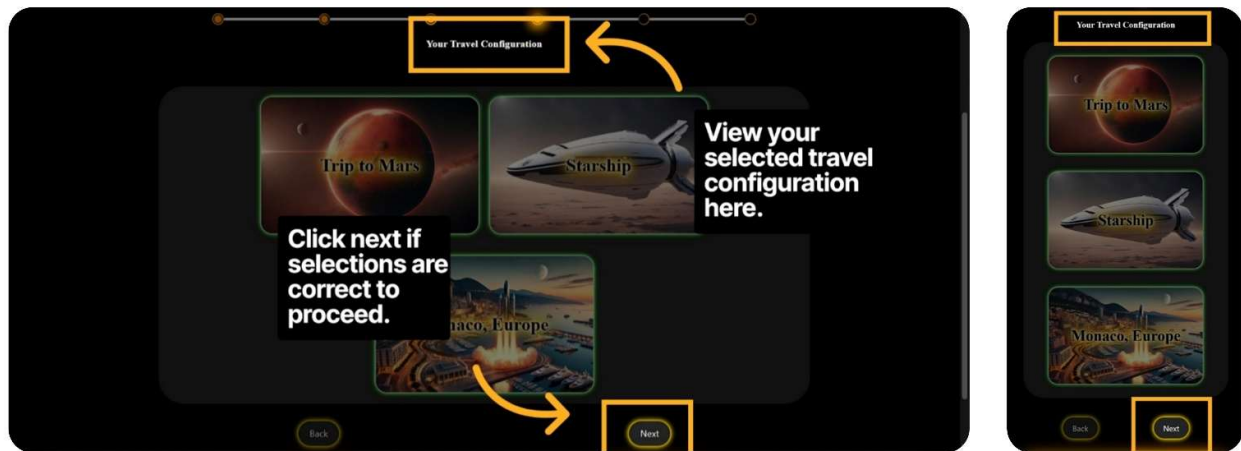 Your Travel Configuration
Trip to Mars
Starship
View your
selected travel
configuration
here.
Click next if
selections are
correct to
proceed.
naco, Europe
Back
Next
Your Travel Configuration
Trip to Mars
Starship
Monaco, Europe
Back
Next